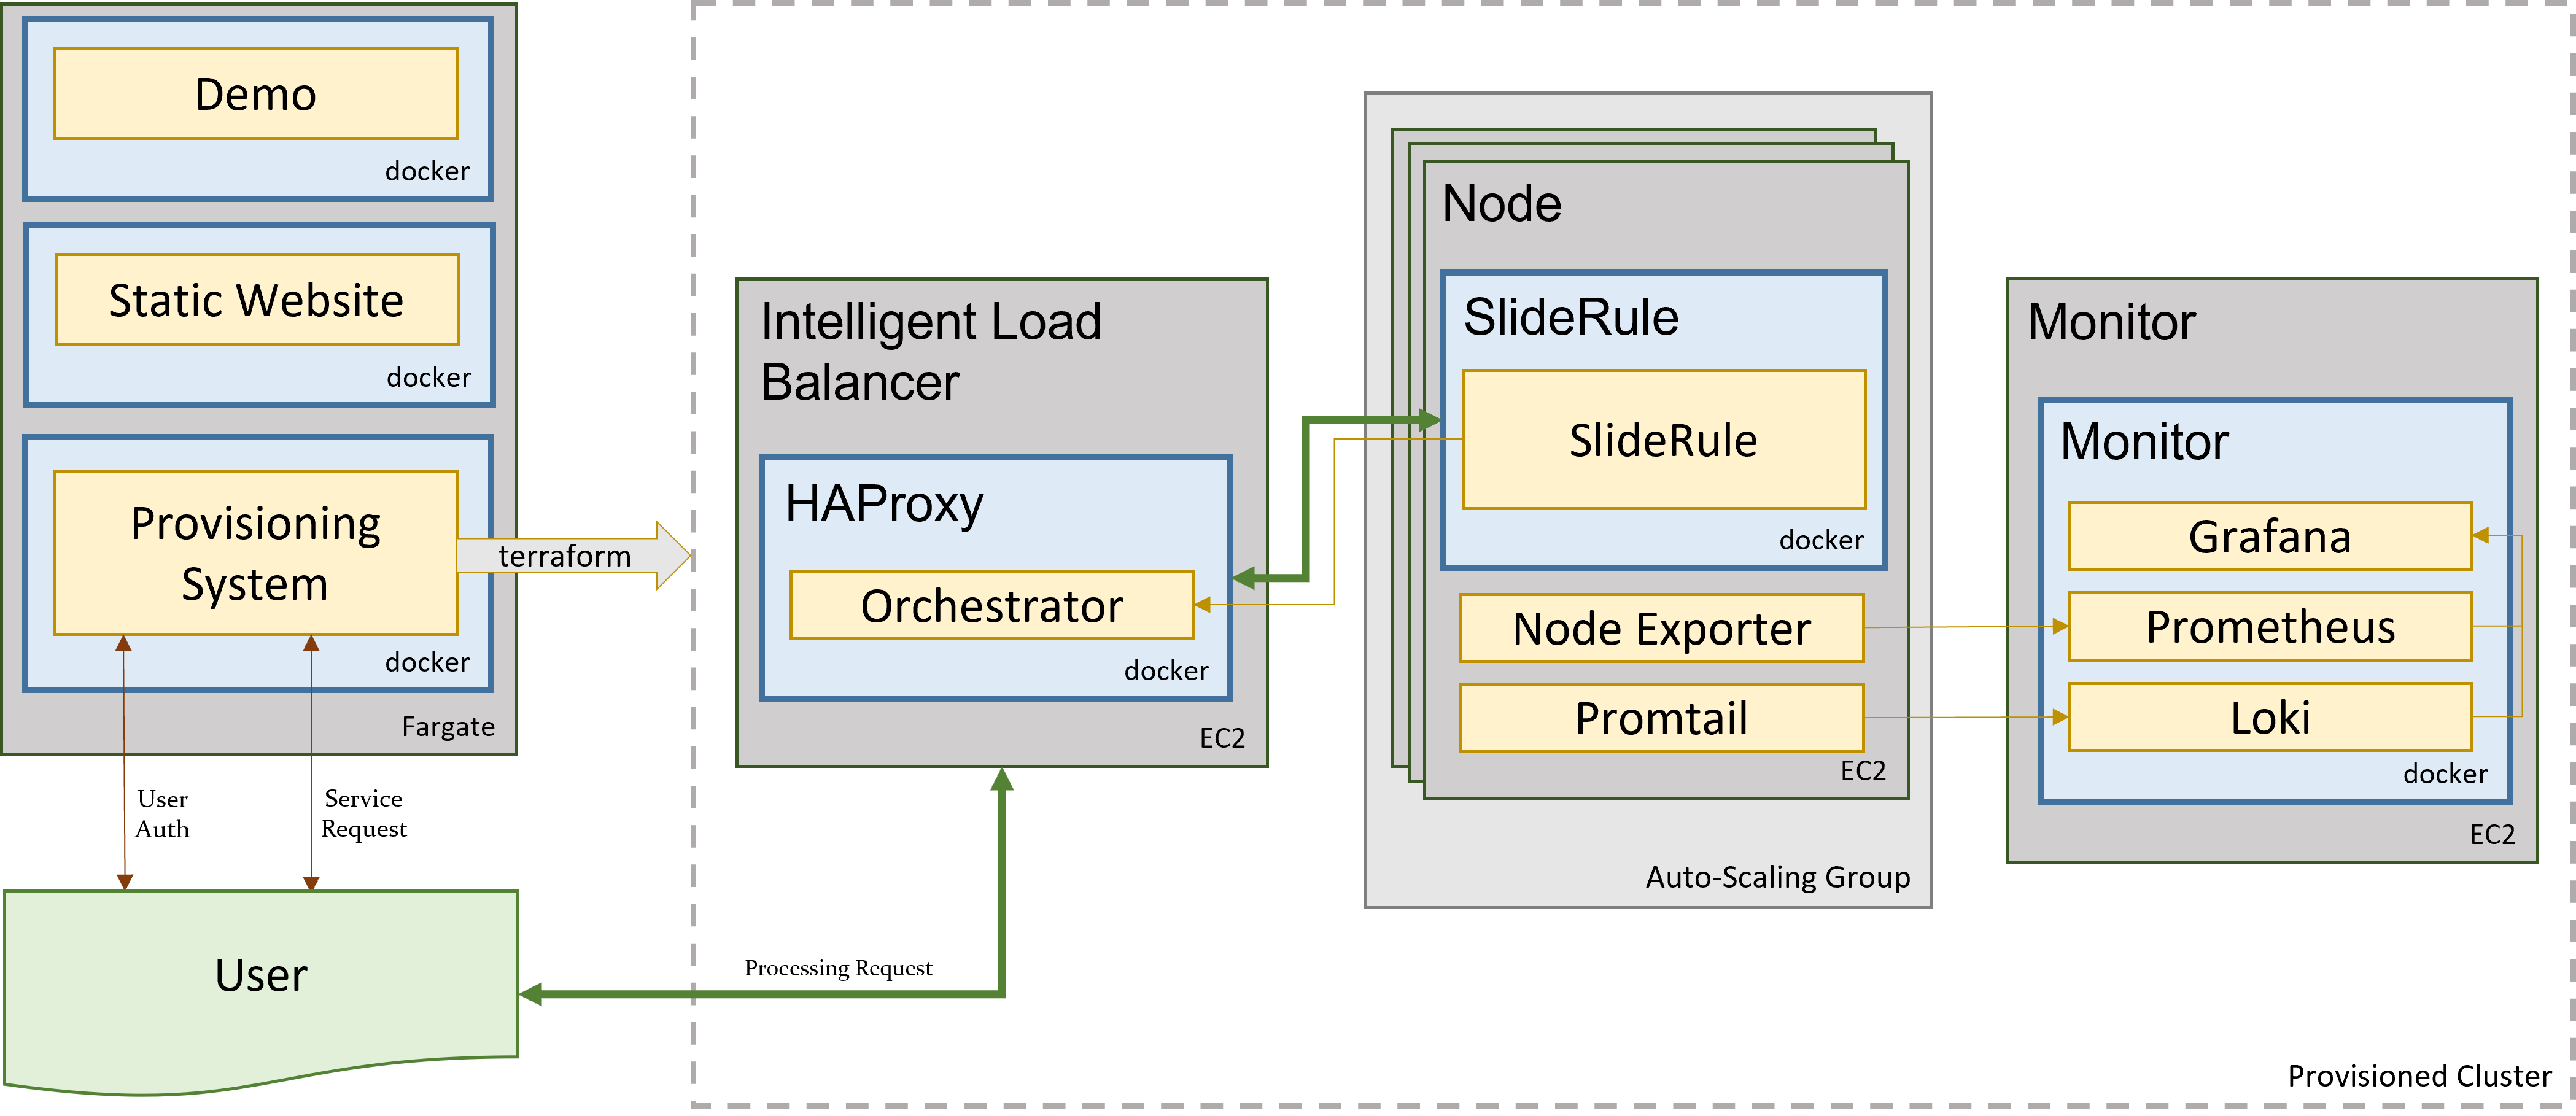 Demo
docker
Static Website
docker
Provisioning
System
docker
Fargate
terraform
User
Auth
Service
Request
User
Processing Request
Intelligent Load
Balancer
HAProxy
Orchestrator
docker
EC2
Node
SlideRule
SlideRule
docker
Node Exporter
Promtail
EC2
Auto-Scaling Group
Monitor
Monitor
Grafana
Prometheus
Loki
docker
EC2
Provisioned Cluster